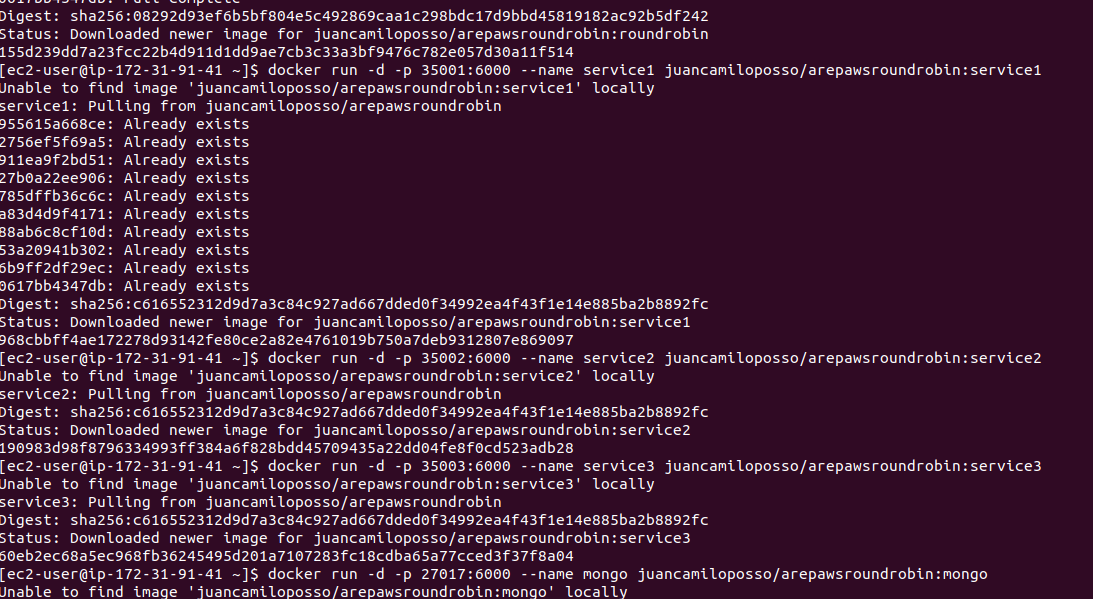 0617bb4347db: Pull complete
Digest: sha256:08292d93ef6b5bf804e5c492869caa1c298bdc17d9bbd45819182ac92b5df242
Status: Downloaded newer image for juancamiloposso/arepawsroundrobin:roundrobin
155d239dd7a23fcc22b4d911d1dd9ae7cb3c33a3bf9476c782e057d30a11f514
[ec2-user@ip-172-31-91-41 ~]$ docker run -d -p 35001:6000 --name service1 juancamiloposso/arepawsroundrobin:service1
Unable to find image 'juancamiloposso/arepawsroundrobin:service1' locally
service1: Pulling from juancamiloposso/arepawsroundrobin
955615a668ce: Already exists
2756ef5f69a5: Already exists
911ea9f2bd51: Already exists
27b0a22ee906: Already exists
785dffb36c6c: Already exists
a83d4d9f4171: Already exists
88ab6c8cf10d: Already exists
53a20941b302: Already exists
6b9ff2df29ec: Already exists
0617bb4347db: Already exists
Digest: sha256:c616552312d9d7a3c84c927ad667dded0f34992ea4f43f1e14e885ba2b8892fc
Status: Downloaded newer image for juancamiloposso/arepawsroundrobin:service1
968cbbff4ae172278d93142fe80ce2a82e4761019b750a7deb9312807e869097
[ec2-user@ip-172-31-91-41 ~]$ docker run -d -p 35002:6000 --name service2 juancamiloposso/arepawsroundrobin:service2
Unable to find image 'juancamiloposso/arepawsroundrobin:service2' locally
service2: Pulling from juancamiloposso/arepawsroundrobin
Digest: sha256:c616552312d9d7a3c84c927ad667dded0f34992ea4f43f1e14e885ba2b8892fc
Status: Downloaded newer image for juancamiloposso/arepawsroundrobin:service2
190983d98f8796334993ff384a6f828bdd45709435a22dd04fe8f0cd523adb28
[ec2-user@ip-172-31-91-41 ~]$ docker run -d -p 35003:6000 --name service3 juancamiloposso/arepawsroundrobin:service3
Unable to find image 'juancamiloposso/arepawsroundrobin:service3' locally
service3: Pulling from juancamiloposso/arepawsroundrobin
Digest: sha256:c616552312d9d7a3c84c927ad667dded0f34992ea4f43f1e14e885ba2b8892fc
Status: Downloaded newer image for juancamiloposso/arepawsroundrobin:service3
60eb2ec68a5ec968fb36245495d201a7107283fc18cdba65a77cced3f37f8a04
[ec2-user@ip-172-31-91-41 ~]$ docker run -d -p 27017:6000 --name mongo juancamiloposso/arepawsroundrobin:mongo
Unable to find image 'juancamiloposso/arepawsroundrobin:mongo' locally